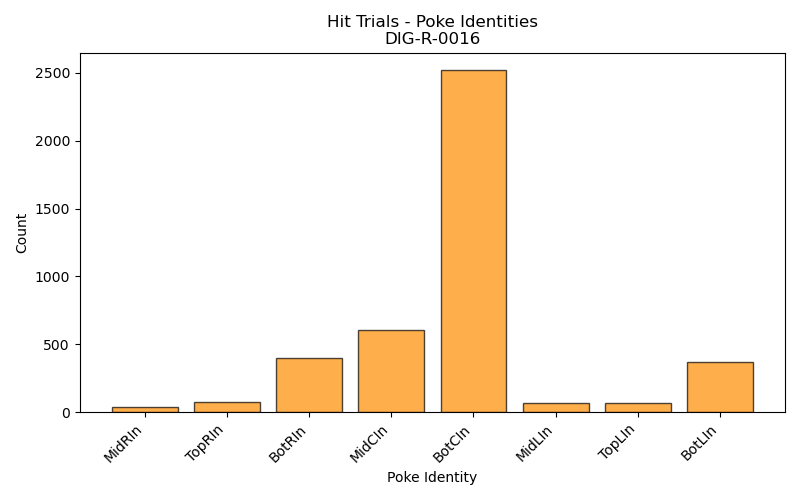 Hit Trials - Poke Identities
DIG-R-0016
2500
2000
1500
1000
500
0
Count
MidRIn
TopRIn
BotRIn
MidCIn
BotCIn
MidLIn
TopLIn
BotLIn
Poke Identity